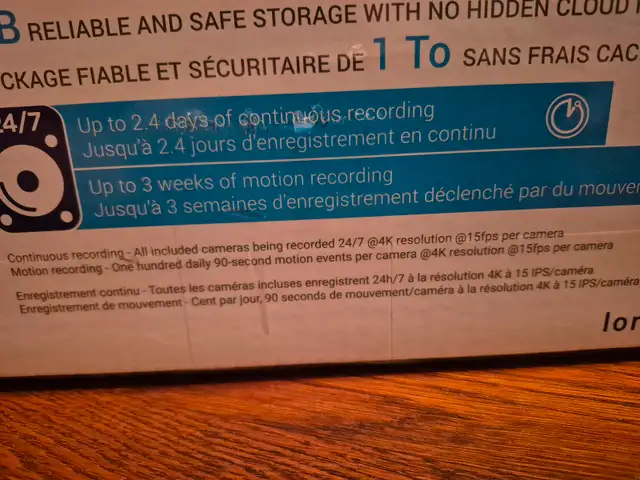 B RELIABLE AND SAFE STORAGE WITH NO HIDDEN CLOUD
CKAGE FIABLE ET SÉCURITAIRE DE 1 To SANS FRAIS CAC
24/7
Up to 2.4 days of continuous recording
Jusqu'à 2.4 jours d'enregistrement en continu
Up to 3 weeks of motion recording
Jusqu'à 3 semaines d'enregistrement déclenché par du mouve
Continuous recording - All included cameras being recorded 24/7 @4K resolution @15fps per camera
Motion recording - One hundred daily 90-second motion events per camera @4K resolution @15fps per camera
Enregistrement continu - Toutes les caméras incluses enregistrent 24h/7 à la résolution 4K à 15 IPS/caméra
Enregistrement de mouvement - Cent par jour, 90 seconds de mouvement/caméra à la résolution 4K à 15 IPS/caméra
lor